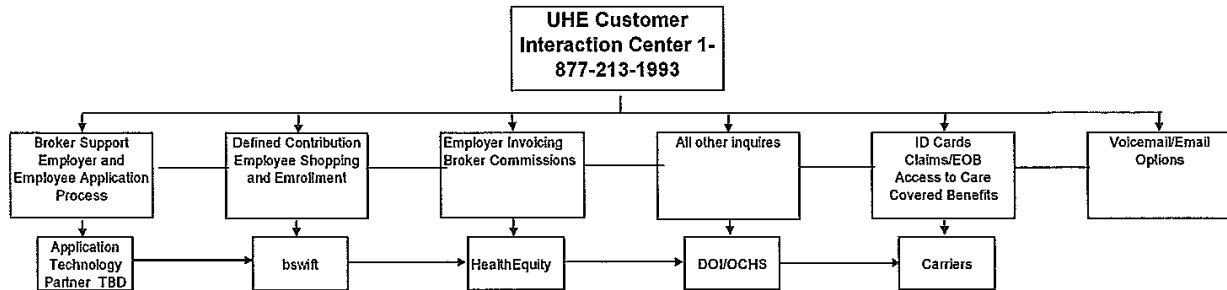 UHE Customer
Interaction Center 1-
877-213-1993
Broker Support
Employer and
Employee Application
Process
Defined Contribution
Employee Shopping
and Emrollment
Employer Invoicing
Broker Commissions
All other inquires
ID Cards
Claims/EOB
Access to Care
Covered Benefits
Voicemail/Email
Options
Application
Technology
Partner TBD
bswift
HealthEquity
DOI/OCHS
Carriers